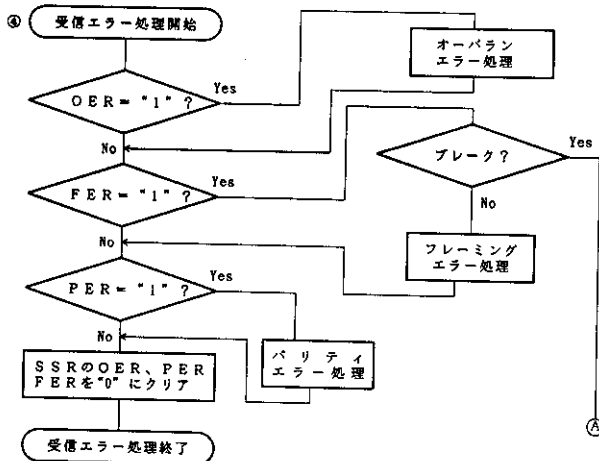 ④
受信エラー処理開始
オーバラン
エラー処理
OER="1"?
Yes
No
ブレーク?
Yes
No
FER="1"?
Yes
No
フレーミング
エラー処理
PER="1"?
Yes
No
パリティ
エラー処理
SSRのOER、PER
FERを"0"にクリア
受信エラー処理終了
A